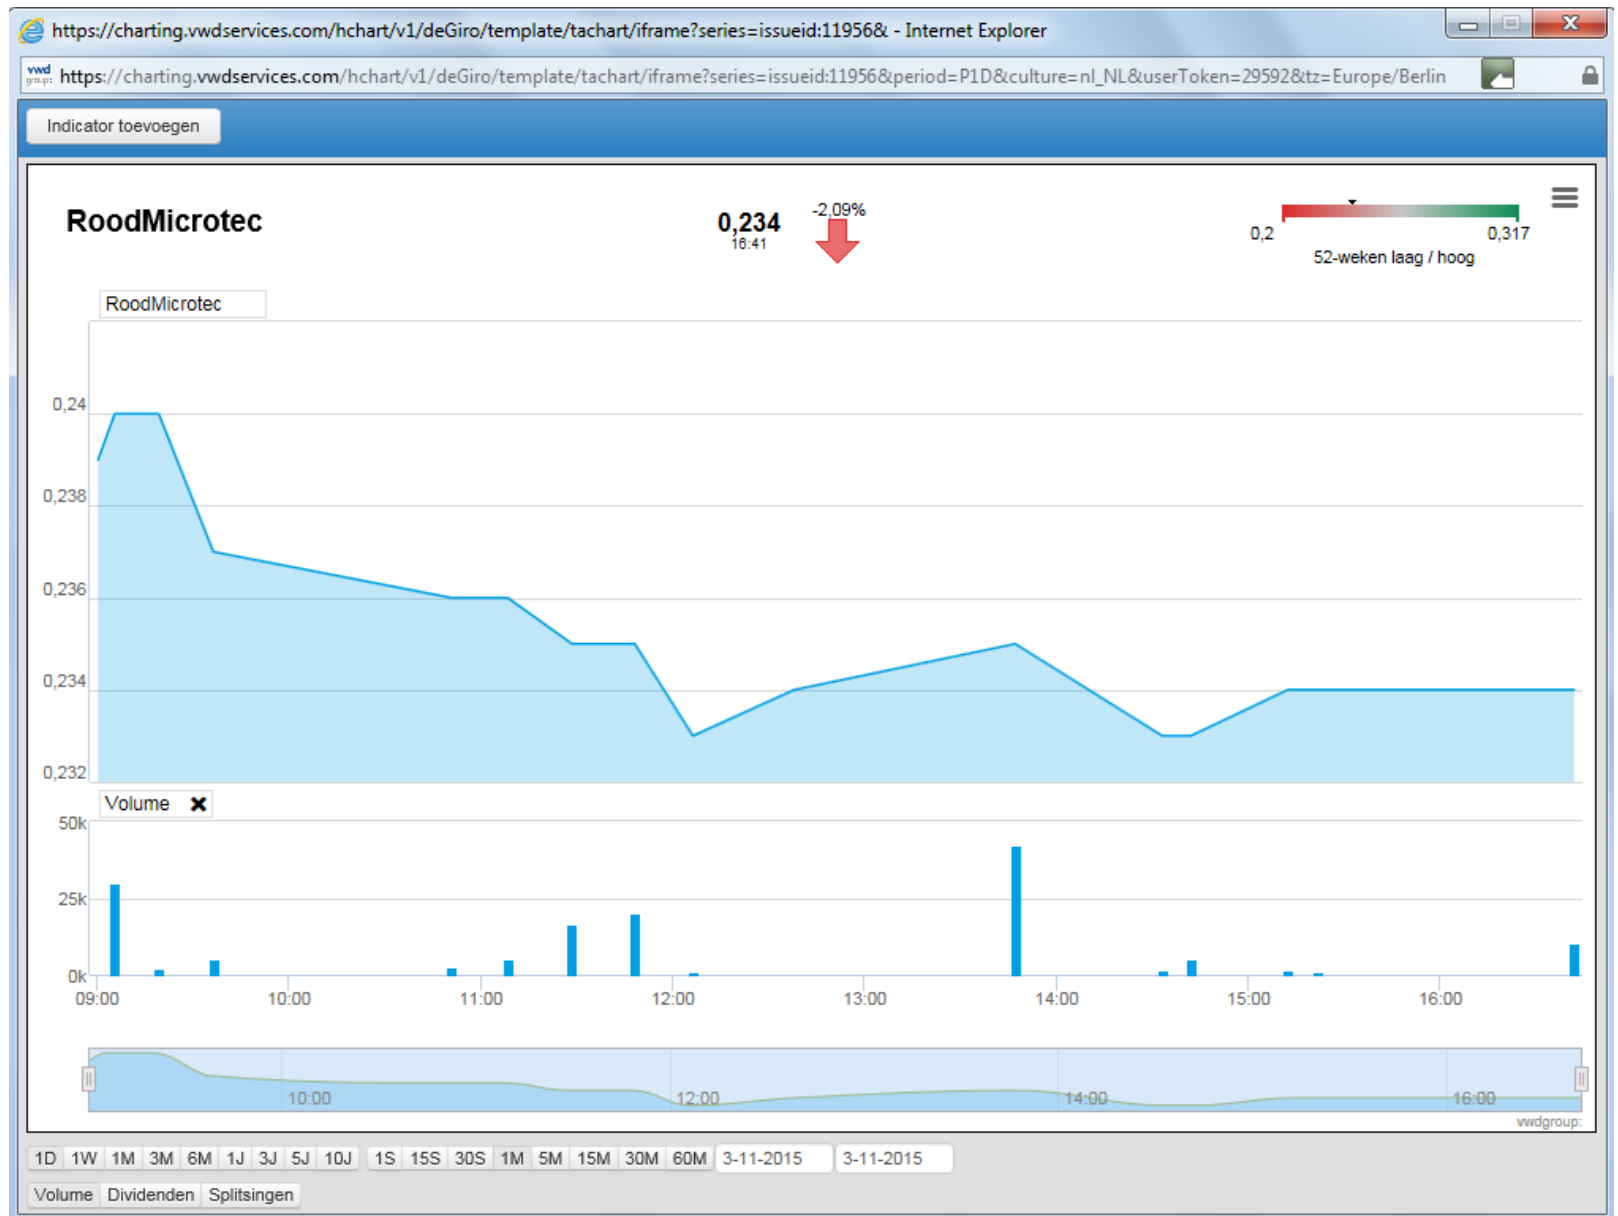 https://charting.vwdservices.com/hchart/v1/deGiro/template/tachart/iframe?series=issueid:11956& - Internet Explorer
vwd group: https://charting.vwdservices.com/hchart/v1/deGiro/template/tachart/iframe?series=issueid:11956&period=P1D&culture=nl_NL&userToken=29592&tz=Europe/Berlin
Indicator toevoegen
RoodMicrotec
0,234
16:41
-2,09%
0,2
0,317
52-weken laag / hoog
RoodMicrotec
0,24
0,238
0,236
0,234
0,232
Volume
50k
25k
0k
09:00 10:00 11:00 12:00 13:00 14:00 15:00 16:00
10:00 12:00 14:00 16:00
vwdgroup:
1D 1W 1M 3M 6M 1J 3J 5J 10J 1S 15S 30S 1M 5M 15M 30M 60M 3-11-2015 3-11-2015
Volume Dividenden Splitsingen